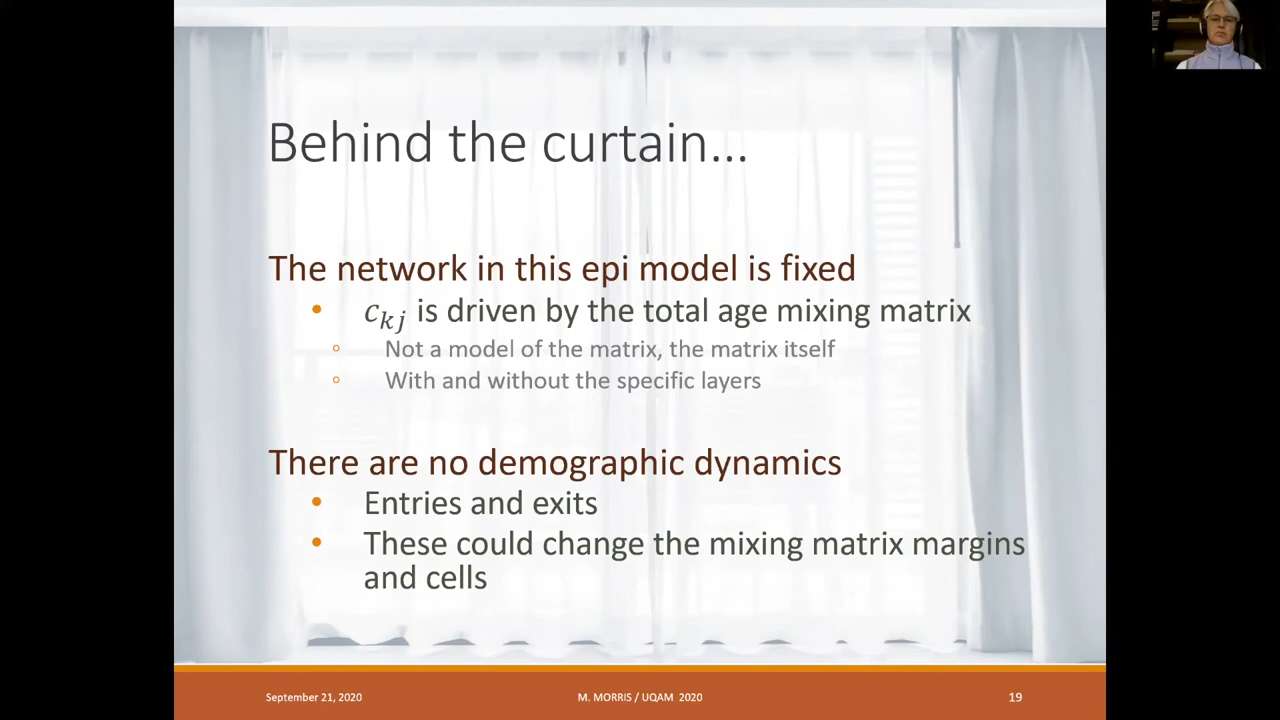 Behind the curtain...
The network in this epi model is fixed
• $c_{kj}$ is driven by the total age mixing matrix
◦ Not a model of the matrix, the matrix itself
◦ With and without the specific layers
There are no demographic dynamics
• Entries and exits
• These could change the mixing matrix margins
and cells
September 21, 2020
M. MORRIS / UQAM 2020
19